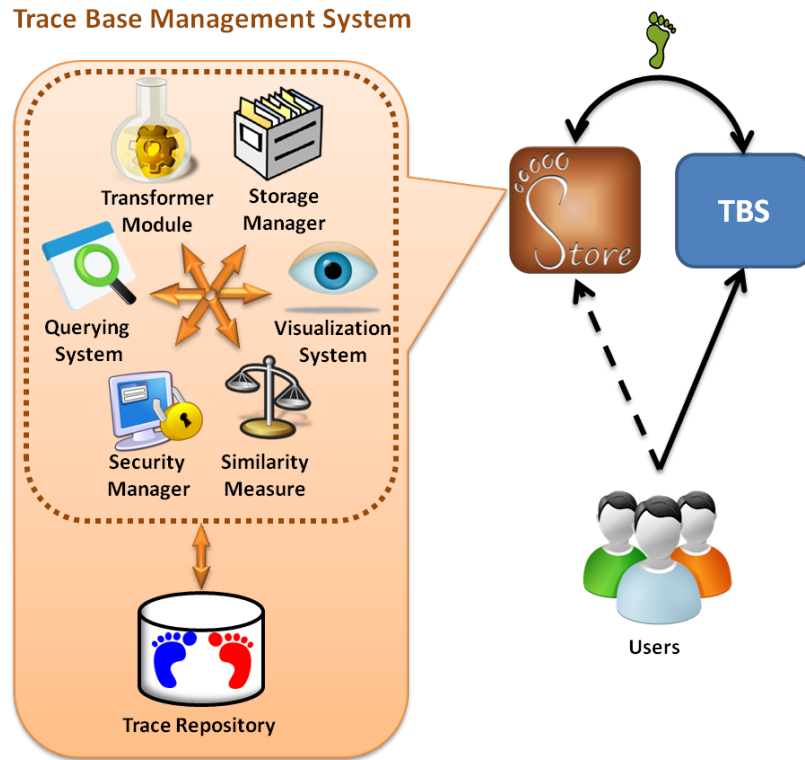 Trace Base Management System
Transformer
Module
Storage
Manager
Querying
System
Visualization
System
Security
Manager
Similarity
Measure
Trace Repository
Store
TBS
Users